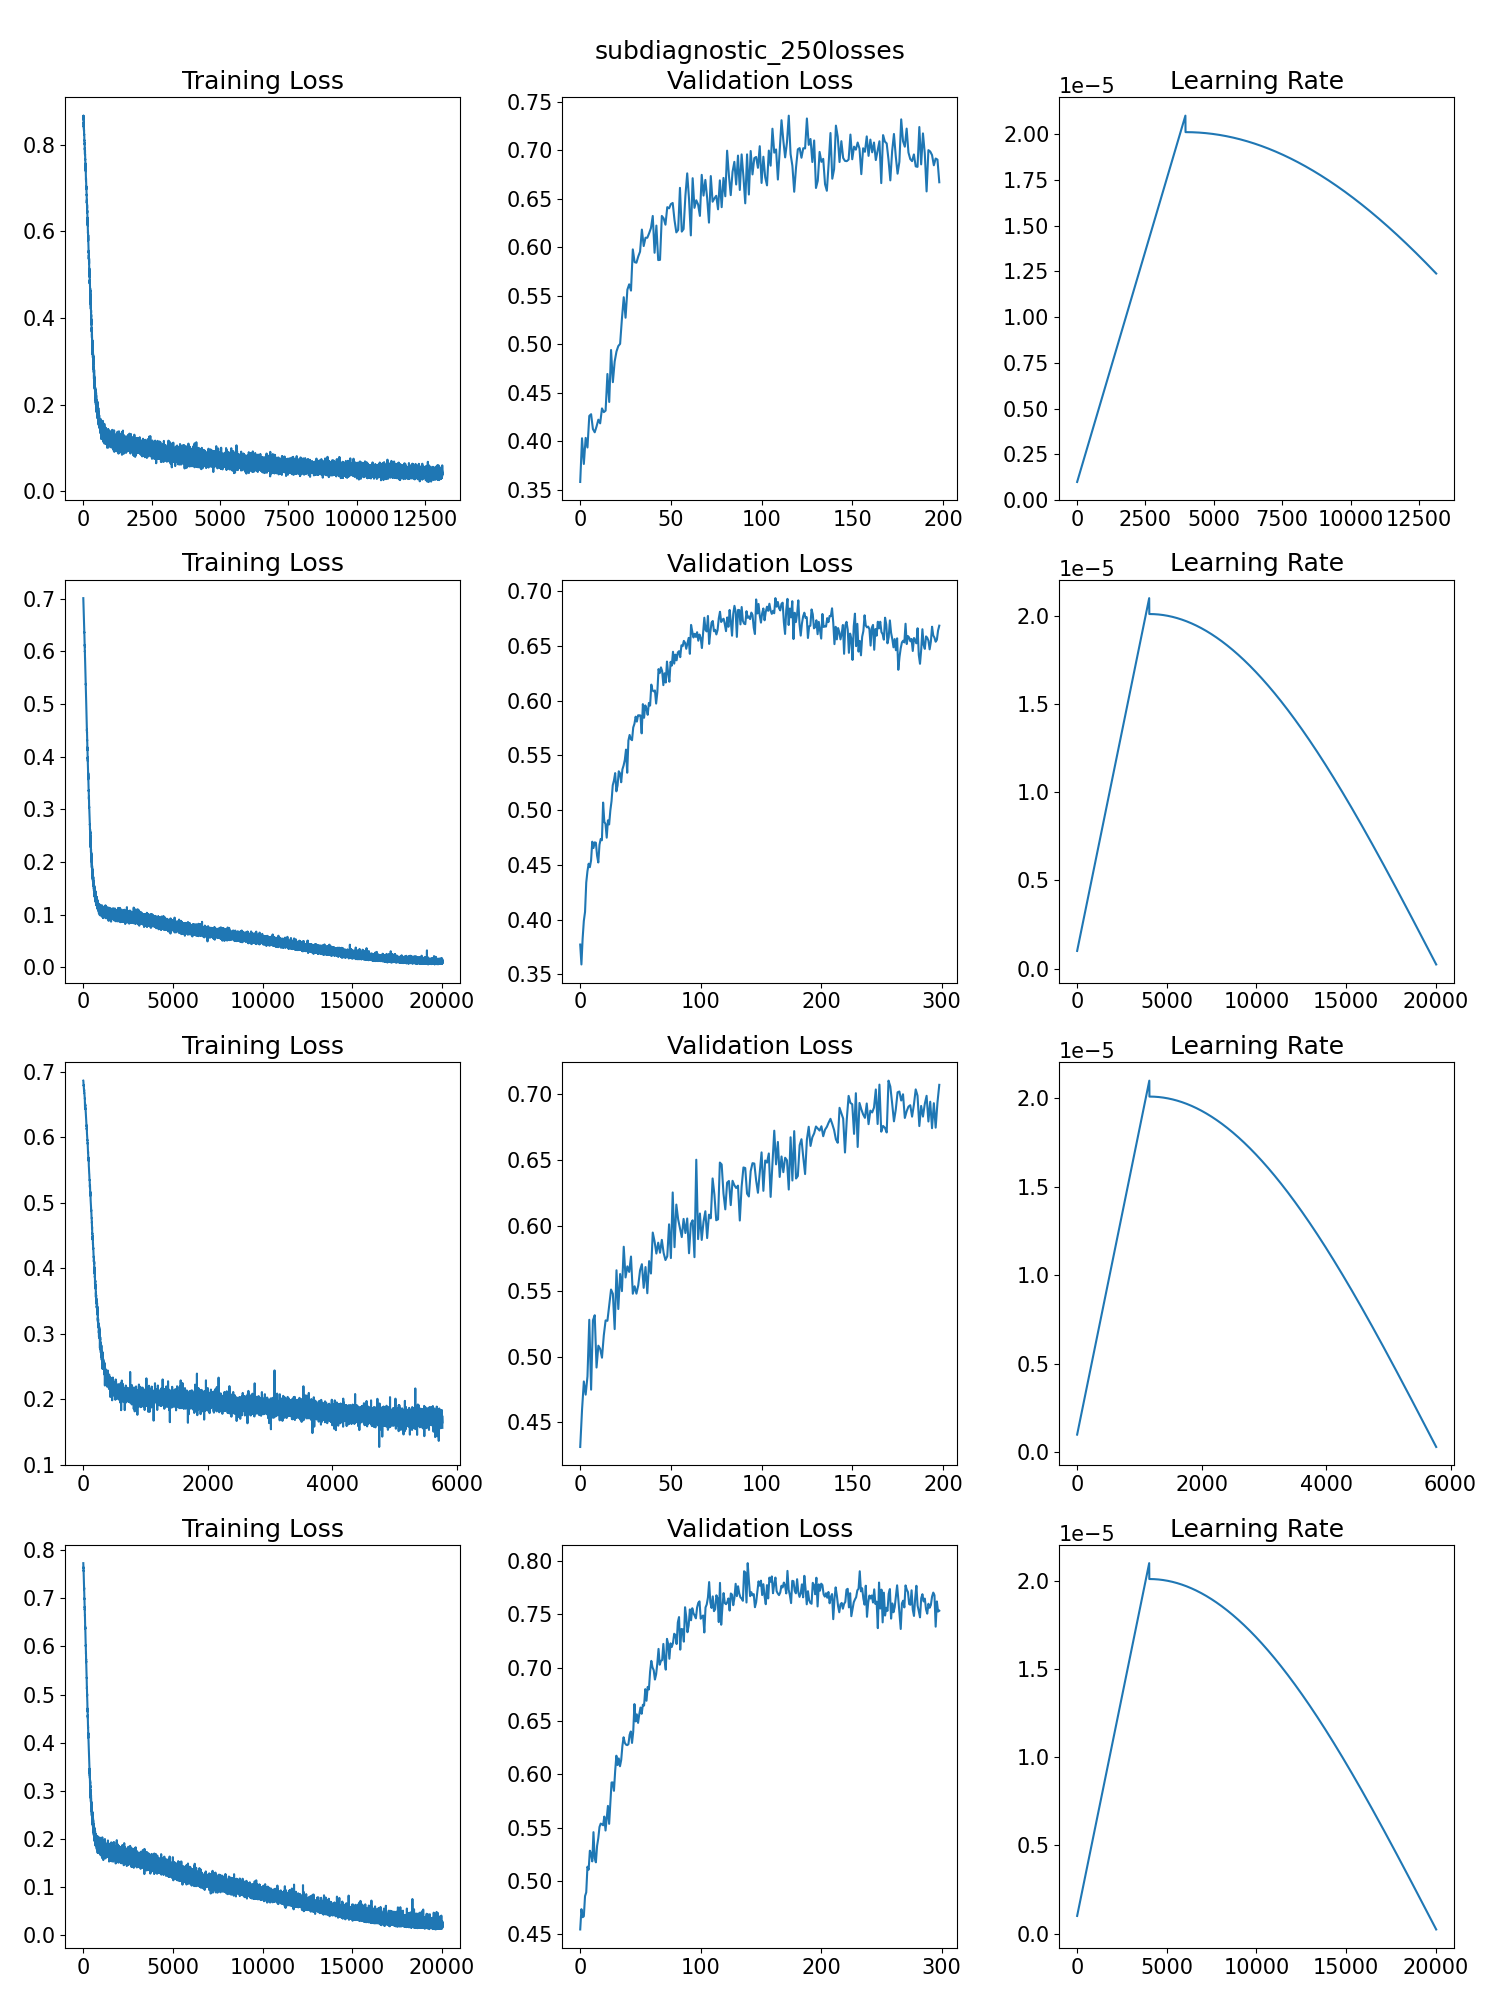 subdiagnostic_250losses
Training Loss
0.8
0.6
0.4
0.2
0.0
0 2500 5000 7500 10000 12500
Validation Loss
0.75
0.70
0.65
0.60
0.55
0.50
0.45
0.40
0.35
0 50 100 150 200
Learning Rate
1e−5
2.00
1.75
1.50
1.25
1.00
0.75
0.50
0.25
0.00
0 2500 5000 7500 10000 12500
Training Loss
0.7
0.6
0.5
0.4
0.3
0.2
0.1
0.0
0 5000 10000 15000 20000
Validation Loss
0.70
0.65
0.60
0.55
0.50
0.45
0.40
0.35
0 100 200 300
Learning Rate
1e−5
2.0
1.5
1.0
0.5
0.0
0 5000 10000 15000 20000
Training Loss
0.7
0.6
0.5
0.4
0.3
0.2
0.1
0 2000 4000 6000
Validation Loss
0.70
0.65
0.60
0.55
0.50
0.45
0 50 100 150 200
Learning Rate
1e−5
2.0
1.5
1.0
0.5
0.0
0 2000 4000 6000
Training Loss
0.8
0.7
0.6
0.5
0.4
0.3
0.2
0.1
0.0
0 5000 10000 15000 20000
Validation Loss
0.80
0.75
0.70
0.65
0.60
0.55
0.50
0.45
0 100 200 300
Learning Rate
1e−5
2.0
1.5
1.0
0.5
0.0
0 5000 10000 15000 20000